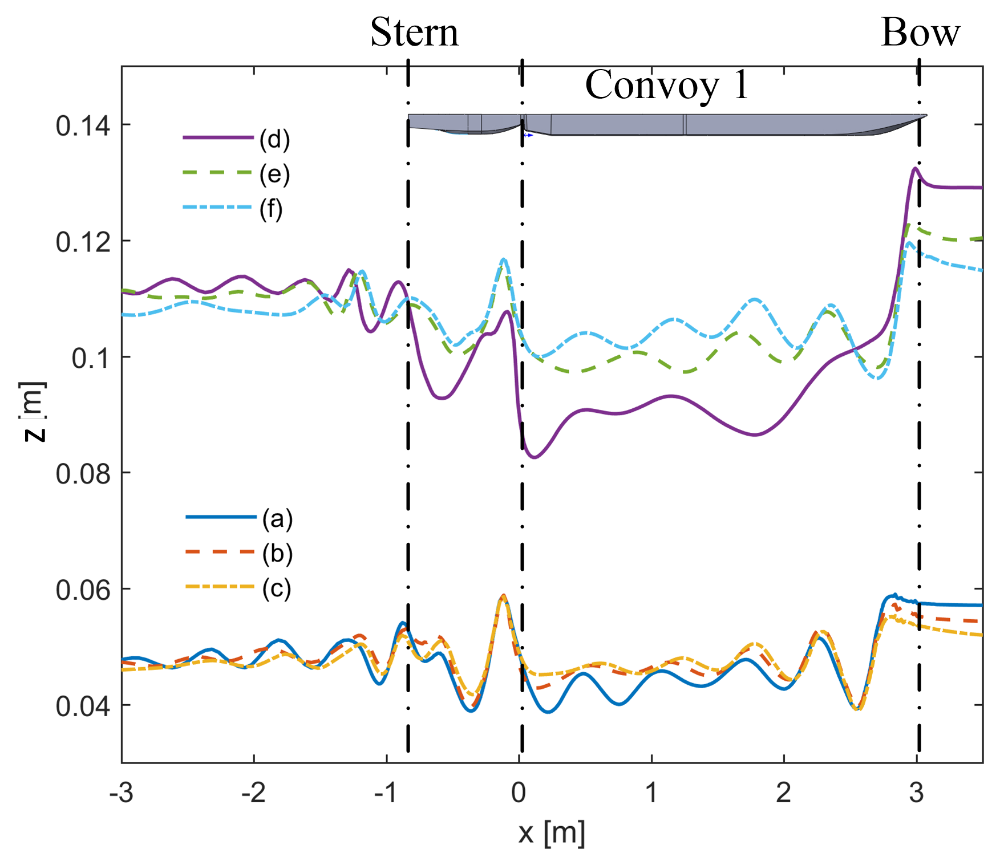 Stern
Bow
Convoy 1
0.14
0.12
0.1
0.08
0.06
0.04
z [m]
(d)
(e)
(f)
(a)
(b)
(c)
-3
-2
-1
0
1
2
3
x [m]